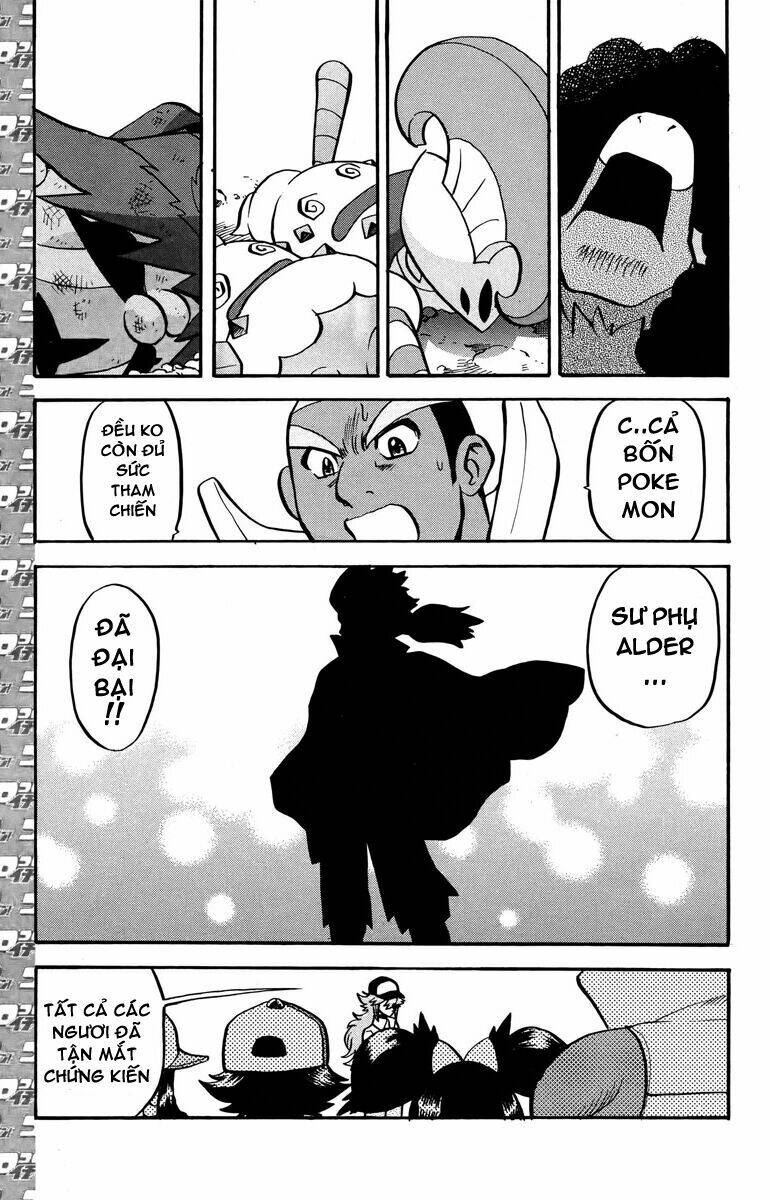 C..CẢ
BỐN
POKE
MON
ĐỀU KO
CÒN ĐỦ
SỨC
THAM
CHIẾN
SƯ PHỤ
ALDER
...
ĐÃ
ĐẠI
BẠI
!!
TẤT CẢ CÁC
NGƯƠI ĐÃ
TẬN MẮT
CHỨNG KIẾN